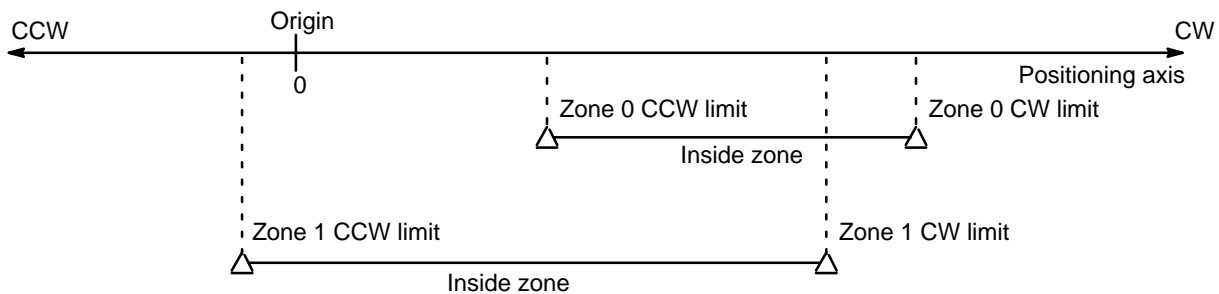 CCW
Origin
CW
0
Positioning axis
Zone 0 CCW limit
Zone 0 CW limit
Inside zone
Zone 1 CCW limit
Zone 1 CW limit
Inside zone